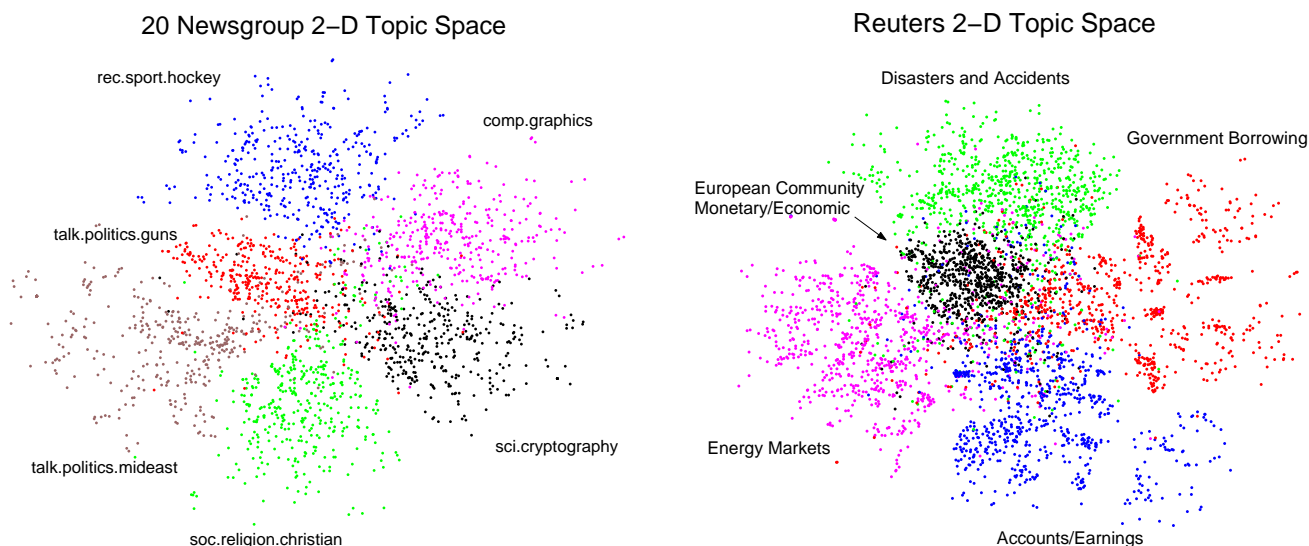 20 Newsgroup 2−D Topic Space
rec.sport.hockey
comp.graphics
talk.politics.guns
sci.cryptography
talk.politics.mideast
soc.religion.christian
Reuters 2−D Topic Space
Disasters and Accidents
Government Borrowing
European Community
Monetary/Economic
Energy Markets
Accounts/Earnings